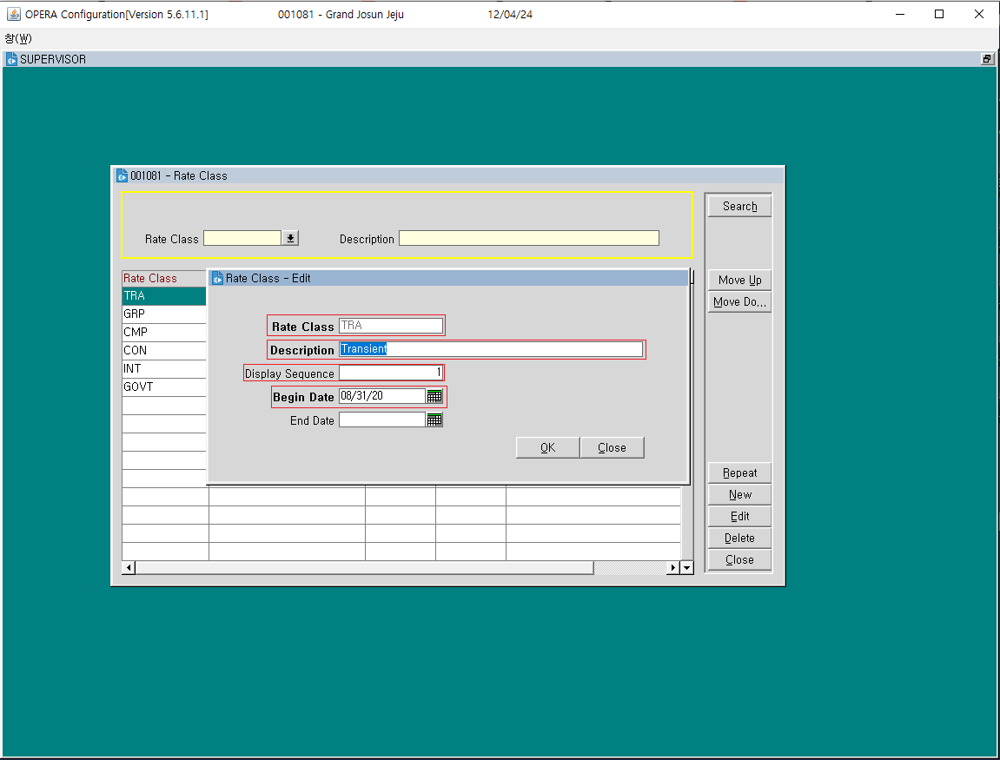 OPERA Configuration[Version 5.6.11.1] 001081 - Grand Josun Jeju 12/04/24
창(W)
SUPERVISOR
001081 - Rate Class
Search
Rate Class Description
Rate Class
Rate Class - Edit
Move Up
TRA
Move Do...
GRP
Rate Class TRA
CMP
Description Transient
CON
INT
Display Sequence 1
GOVT
Begin Date 08/31/20
End Date
OK Close
Repeat
New
Edit
Delete
Close